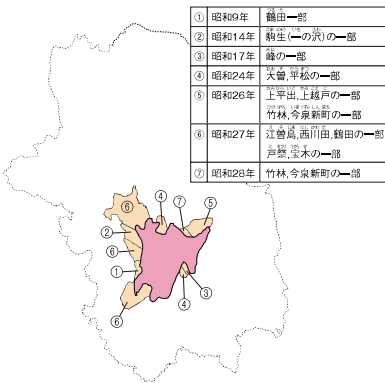 ① 昭和9年 鶴田一部
② 昭和14年 駒生(一の沢)の一部
③ 昭和17年 峰の一部
④ 昭和24年 大曽,平松の一部
⑤ 昭和26年 上平出,上越戸の一部
竹林,今泉新町の一部
⑥ 昭和27年 江曽島,西川田,鶴田の一部
戸祭,宝木の一部
⑦ 昭和28年 竹林,今泉新町の一部
⑥
④
⑦
⑤
②
⑥
①
③
④
⑥